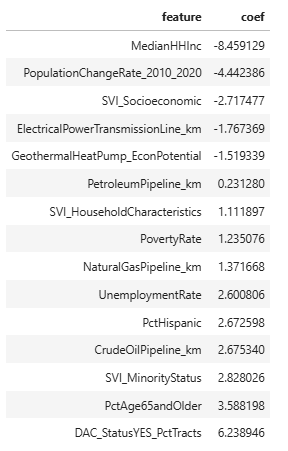 feature coef
MedianHHInc -8.459129
PopulationChangeRate_2010_2020 -4.442386
SVI_Socioeconomic -2.717477
ElectricalPowerTransmissionLine_km -1.767369
GeothermalHeatPump_EconPotential -1.519339
PetroleumPipeline_km 0.231280
SVI_HouseholdCharacteristics 1.111897
PovertyRate 1.235076
NaturalGasPipeline_km 1.371668
UnemploymentRate 2.600806
PctHispanic 2.672598
CrudeOilPipeline_km 2.675340
SVI_MinorityStatus 2.828026
PctAge65andOlder 3.588198
DAC_StatusYES_PctTracts 6.238946